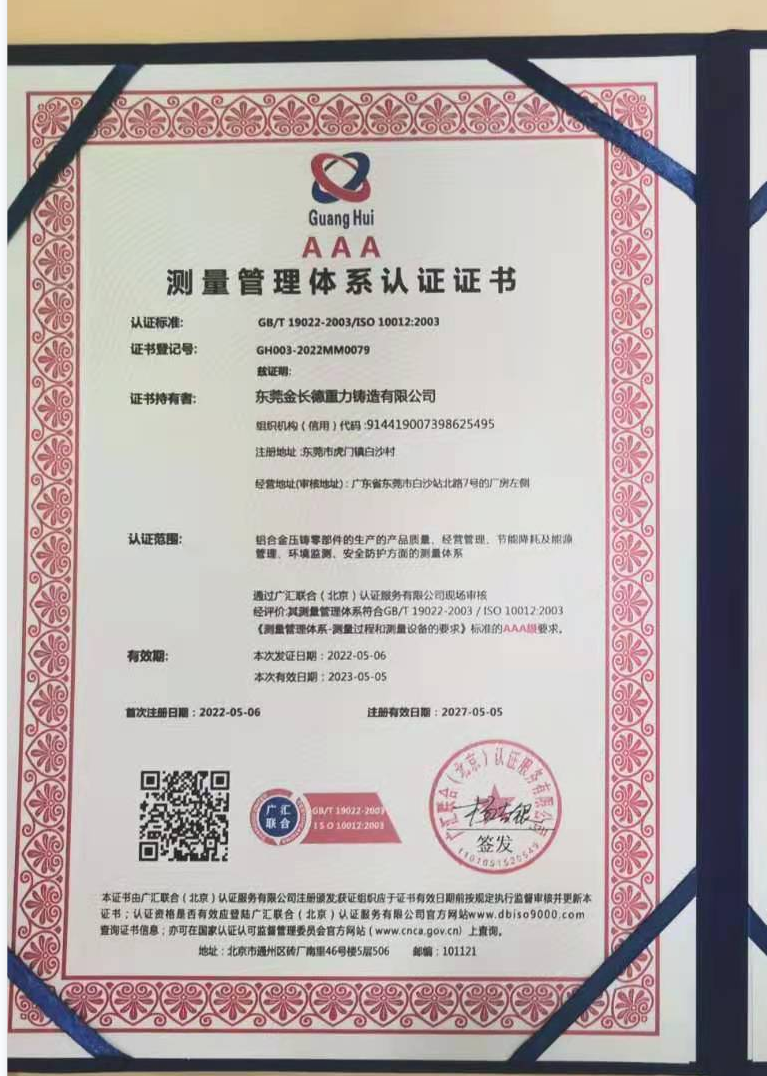 Guang Hui
AAA
测量管理体系认证证书
认证标准: GB/T 19022-2003/ISO 10012:2003
证书登记号: GH003-2022MM0079
兹证明:
证书持有者: 东莞金长德重力铸造有限公司
组织机构（信用）代码:914419007398625495
注册地址:东莞市虎门镇白沙村
经营地址(审核地址)：广东省东莞市白沙站北路7号的厂房左侧
认证范围: 铝合金压铸零部件的生产的产品质量、经营管理、节能降耗及能源
管理、环境监测、安全防护方面的测量体系
通过广汇联合（北京）认证服务有限公司现场审核
经评价:其测量管理体系符合GB/T 19022-2003 / ISO 10012:2003
《测量管理体系-测量过程和测量设备的要求》标准的AAA级要求。
有效期: 本次发证日期：2022-05-06
本次有效日期：2023-05-05
首次注册日期：2022-05-06 注册有效日期：2027-05-05
广汇
联合
GB/T 19022-2003
ISO 10012:2003
广汇联合（北京）认证服务有限公司
签发
1101051520549
本证书由广汇联合（北京）认证服务有限公司注册颁发;获证组织应于证书有效日期前按规定执行监督审核并更新本
证书；认证资格是否有效应登陆广汇联合（北京）认证服务有限公司官方网站www.dbiso9000.com
查询证书信息；亦可在国家认证认可监督管理委员会官方网站（www.cnca.gov.cn）上查询。
地址：北京市通州区砖厂南里46号楼5层506 邮编：101121